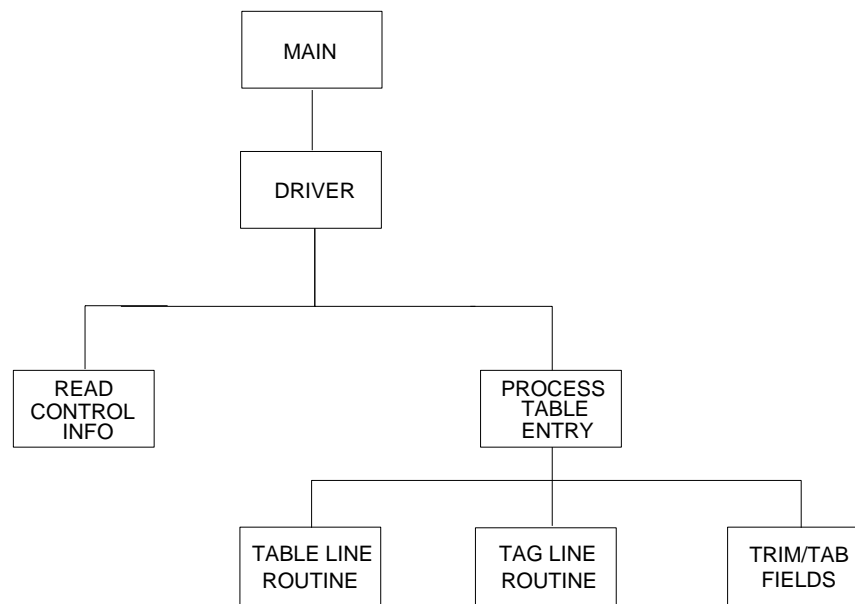 MAIN
DRIVER
READ
CONTROL
INFO
PROCESS
TABLE
ENTRY
TABLE LINE
ROUTINE
TAG LINE
ROUTINE
TRIM/TAB
FIELDS